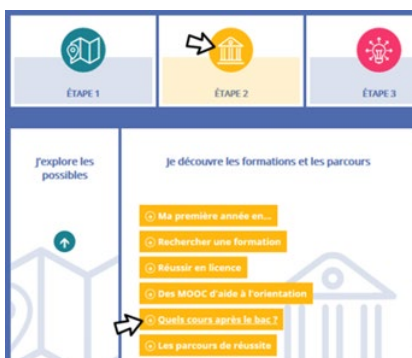 ÉTAPE 1
ÉTAPE 2
ÉTAPE 3
J'explore les
possibles
Je découvre les formations et les parcours
Ma première année en...
Rechercher une formation
Réussir en licence
Des MOOC d'aide à l'orientation
Quels cours après le bac ?
Les parcours de réussite